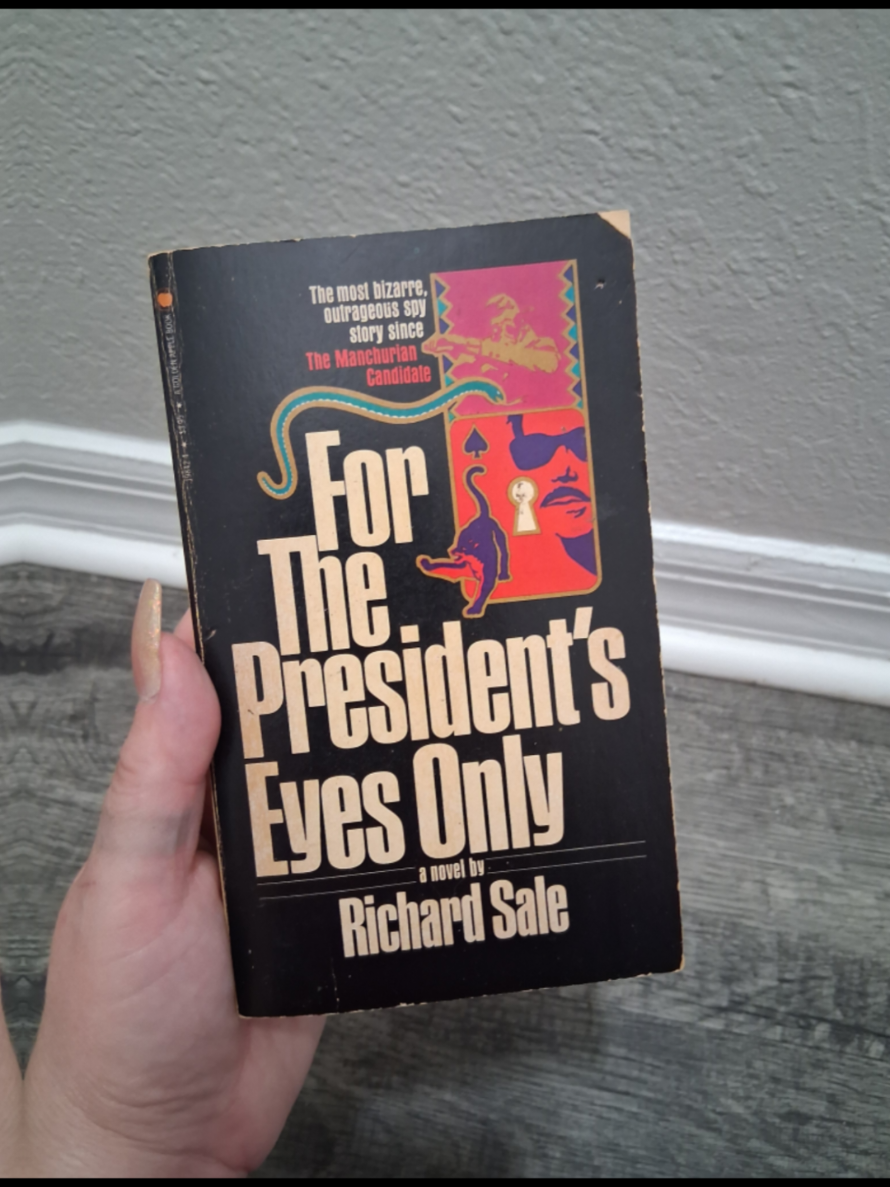 The most bizarre,
outrageous spy
story since
The Manchurian
Candidate
For
The
President's
Eyes Only
a novel by
Richard Sale